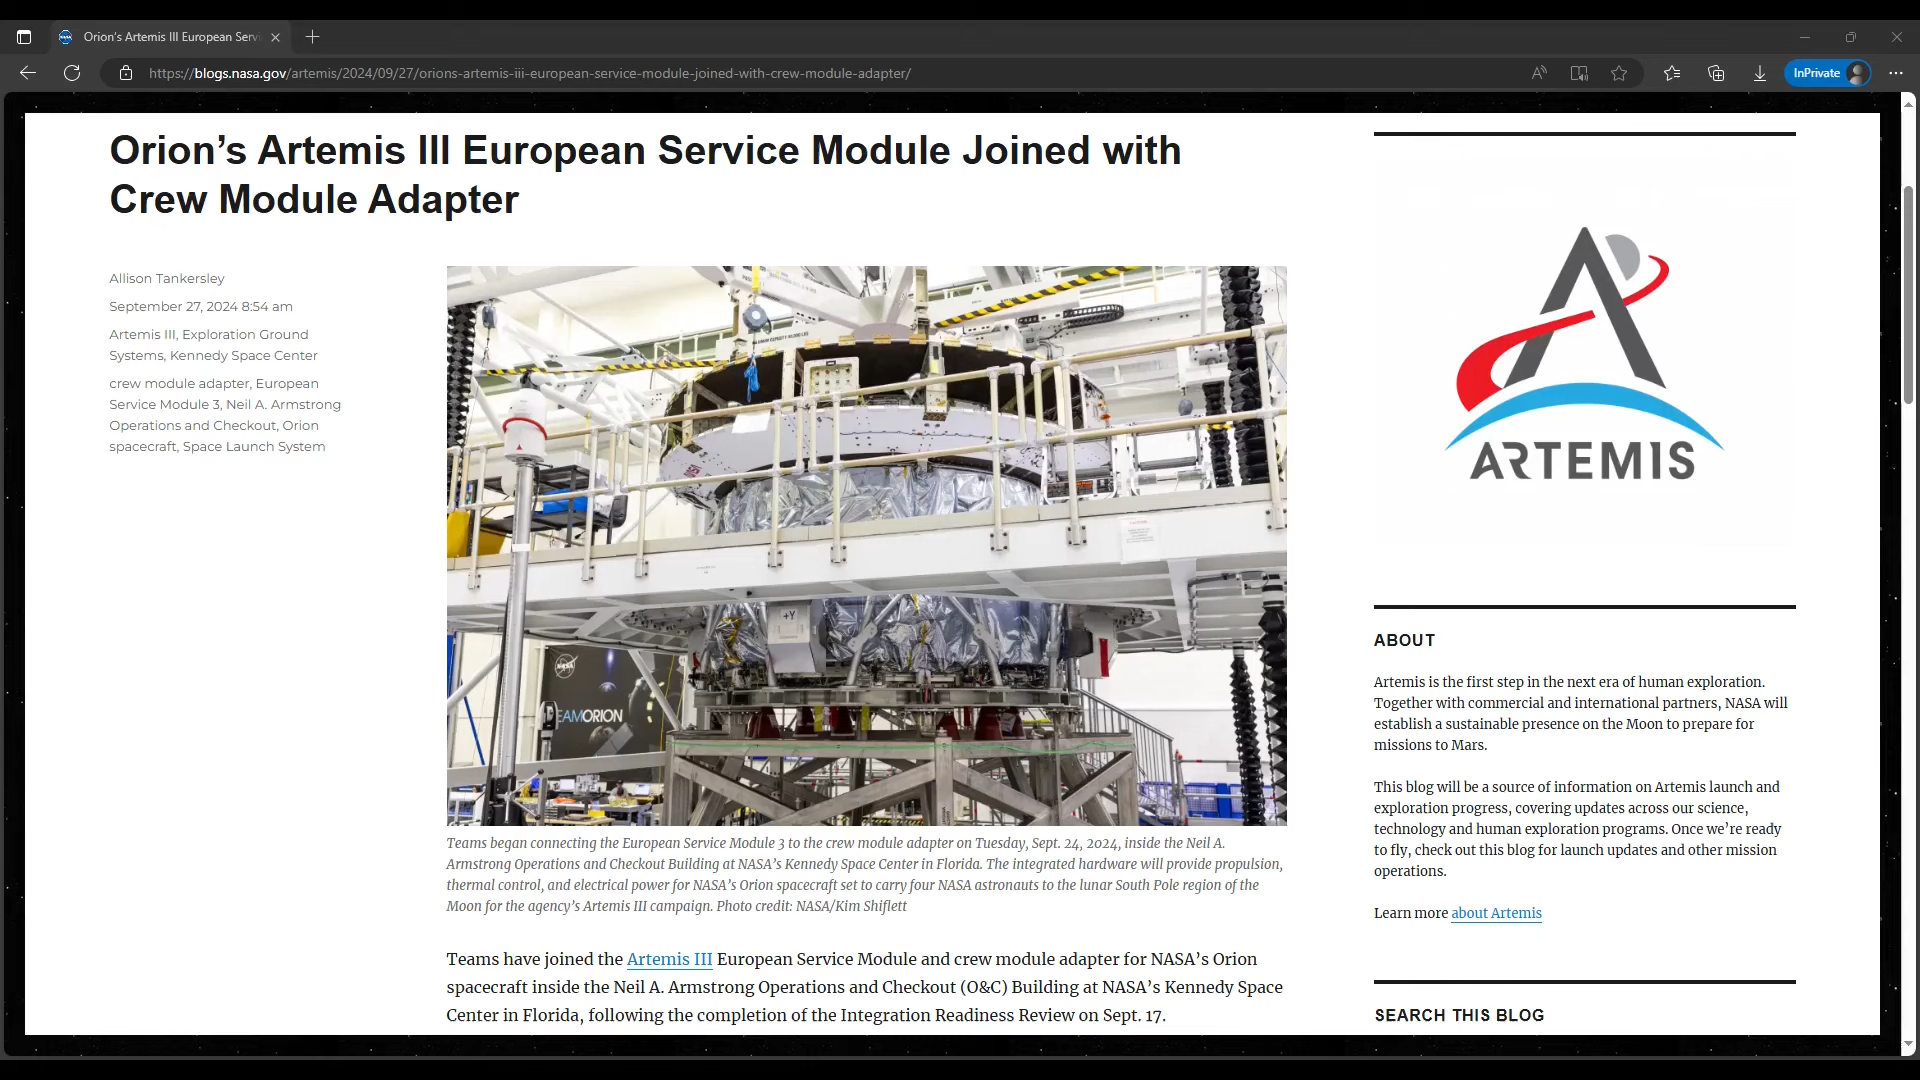 Orion's Artemis III European Serv
https://blogs.nasa.gov/artemis/2024/09/27/orions-artemis-iii-european-service-module-joined-with-crew-module-adapter/
InPrivate
Orion’s Artemis III European Service Module Joined with
Crew Module Adapter
Allison Tankersley
September 27, 2024 8:54 am
Artemis III, Exploration Ground
Systems, Kennedy Space Center
crew module adapter, European
Service Module 3, Neil A. Armstrong
Operations and Checkout, Orion
spacecraft, Space Launch System
+Y
NASA
EAMORION
Teams began connecting the European Service Module 3 to the crew module adapter on Tuesday, Sept. 24, 2024, inside the Neil A.
Armstrong Operations and Checkout Building at NASA’s Kennedy Space Center in Florida. The integrated hardware will provide propulsion,
thermal control, and electrical power for NASA’s Orion spacecraft set to carry four NASA astronauts to the lunar South Pole region of the
Moon for the agency’s Artemis III campaign. Photo credit: NASA/Kim Shiflett
Teams have joined the Artemis III European Service Module and crew module adapter for NASA’s Orion
spacecraft inside the Neil A. Armstrong Operations and Checkout (O&C) Building at NASA’s Kennedy Space
Center in Florida, following the completion of the Integration Readiness Review on Sept. 17.
ARTEMIS
ABOUT
Artemis is the first step in the next era of human exploration.
Together with commercial and international partners, NASA will
establish a sustainable presence on the Moon to prepare for
missions to Mars.
This blog will be a source of information on Artemis launch and
exploration progress, covering updates across our science,
technology and human exploration programs. Once we’re ready
to fly, check out this blog for launch updates and other mission
operations.
Learn more about Artemis
SEARCH THIS BLOG